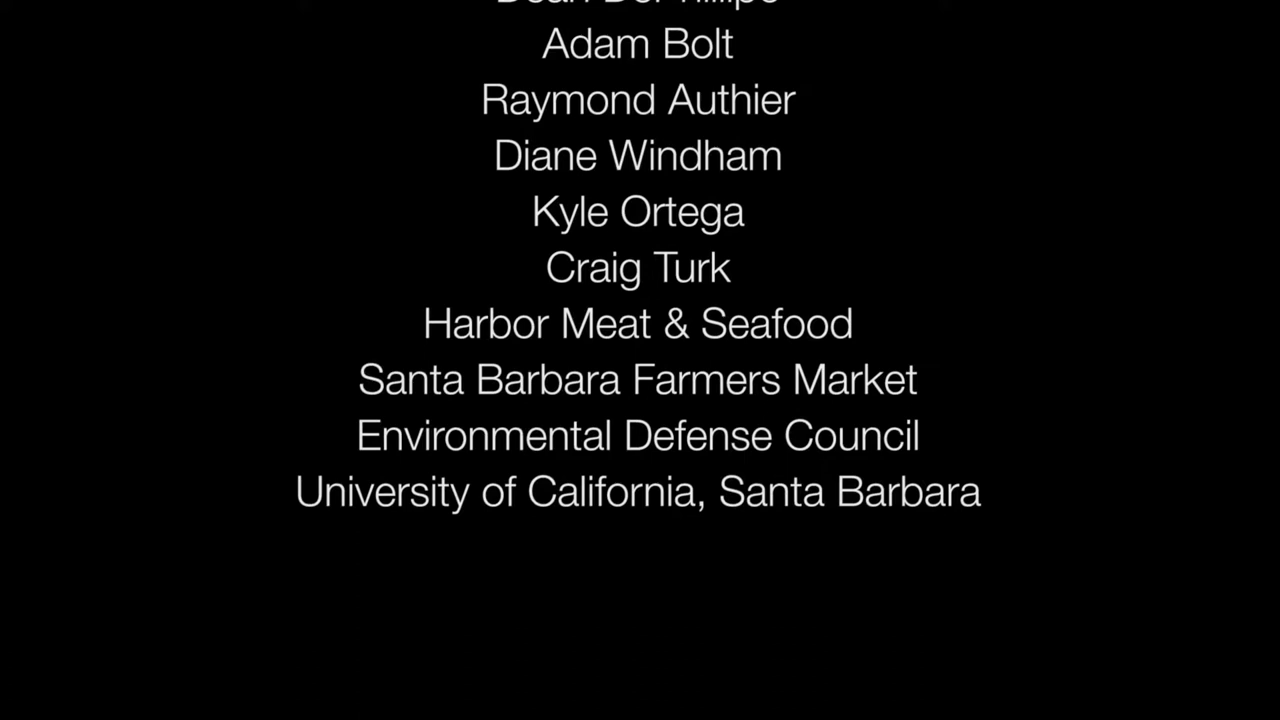 Adam Bolt
Raymond Authier
Diane Windham
Kyle Ortega
Craig Turk
Harbor Meat & Seafood
Santa Barbara Farmers Market
Environmental Defense Council
University of California, Santa Barbara